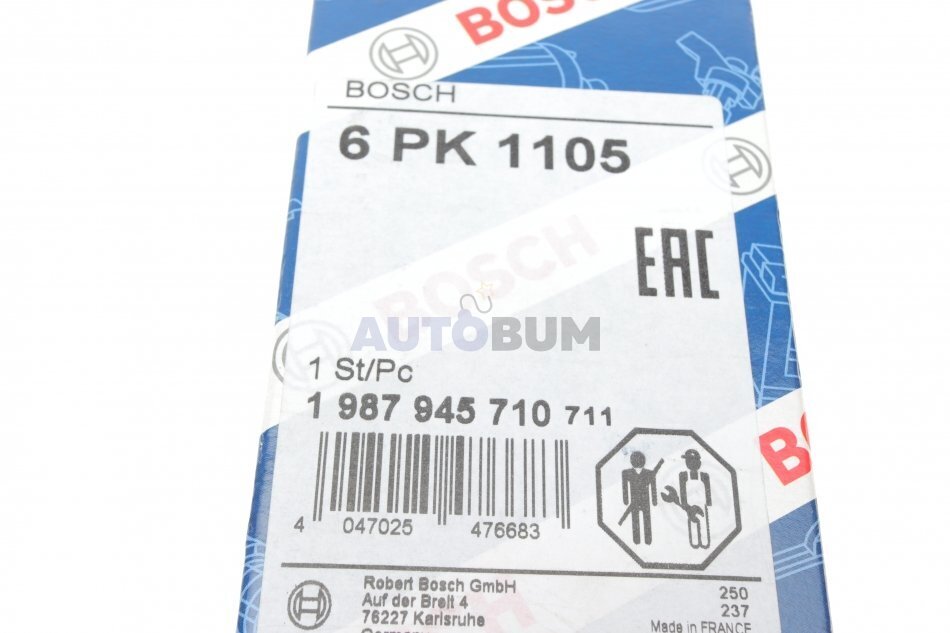 BOSCH
BOSCH
6 PK 1105
EAC
BOSCH
AUTOBUM
1 St/Pc
1 987 945 710 711
B
4 047025 476683
Robert Bosch GmbH
Auf der Breit 4
76227 Karlsruhe
Germany
250
237
Made in FRANCE